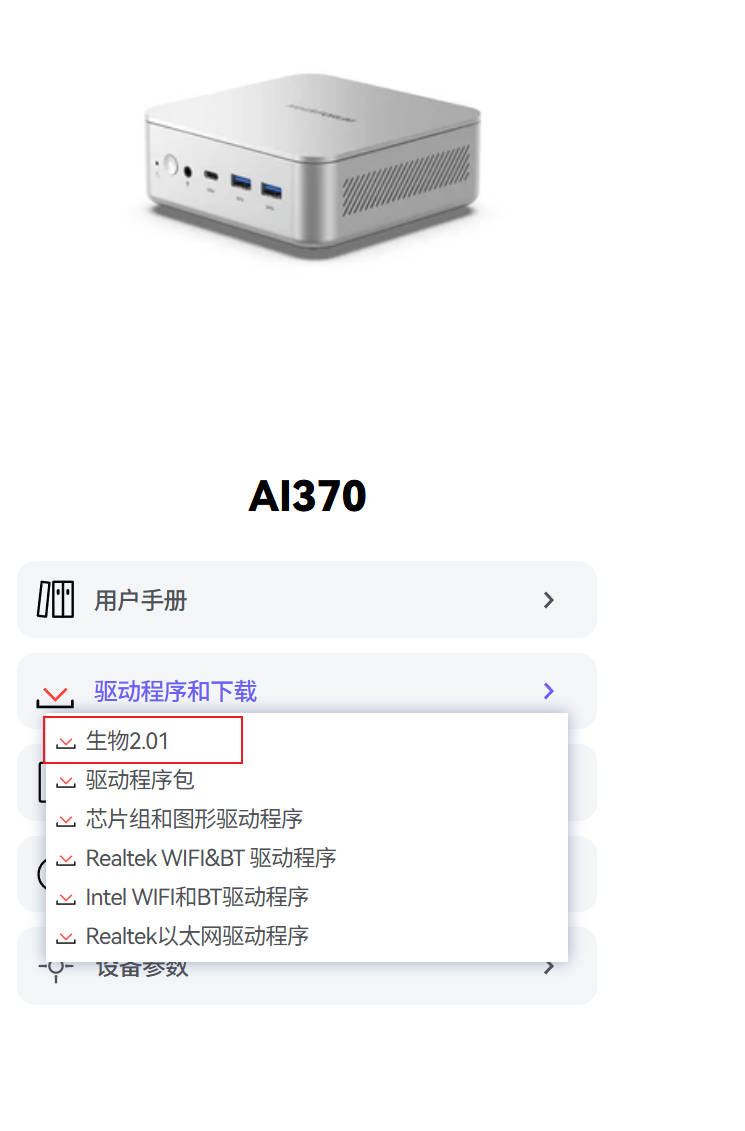 AI370
用户手册
驱动程序和下载
生物2.01
驱动程序包
芯片组和图形驱动程序
Realtek WIFI&BT 驱动程序
Intel WIFI和BT驱动程序
Realtek以太网驱动程序
设备参数